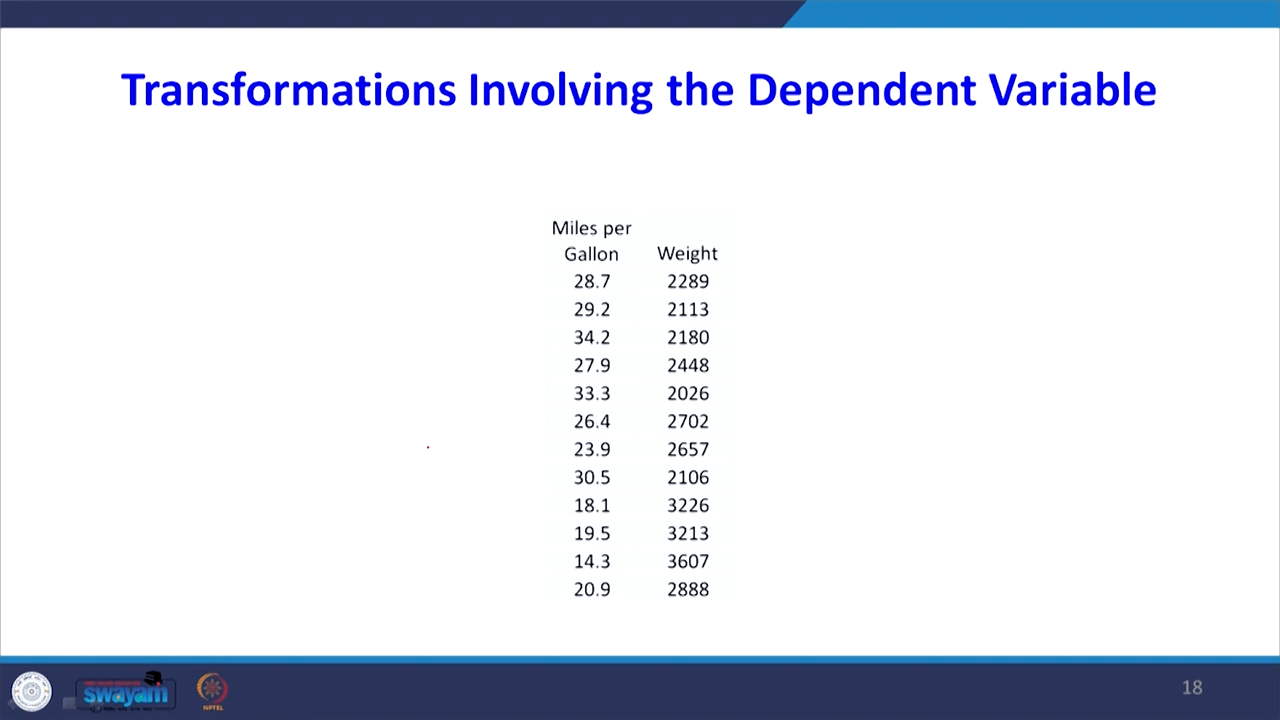 Transformations Involving the Dependent Variable
Miles per
Gallon Weight
28.7 2289
29.2 2113
34.2 2180
27.9 2448
33.3 2026
26.4 2702
23.9 2657
30.5 2106
18.1 3226
19.5 3213
14.3 3607
20.9 2888
swayam
NPTEL
18